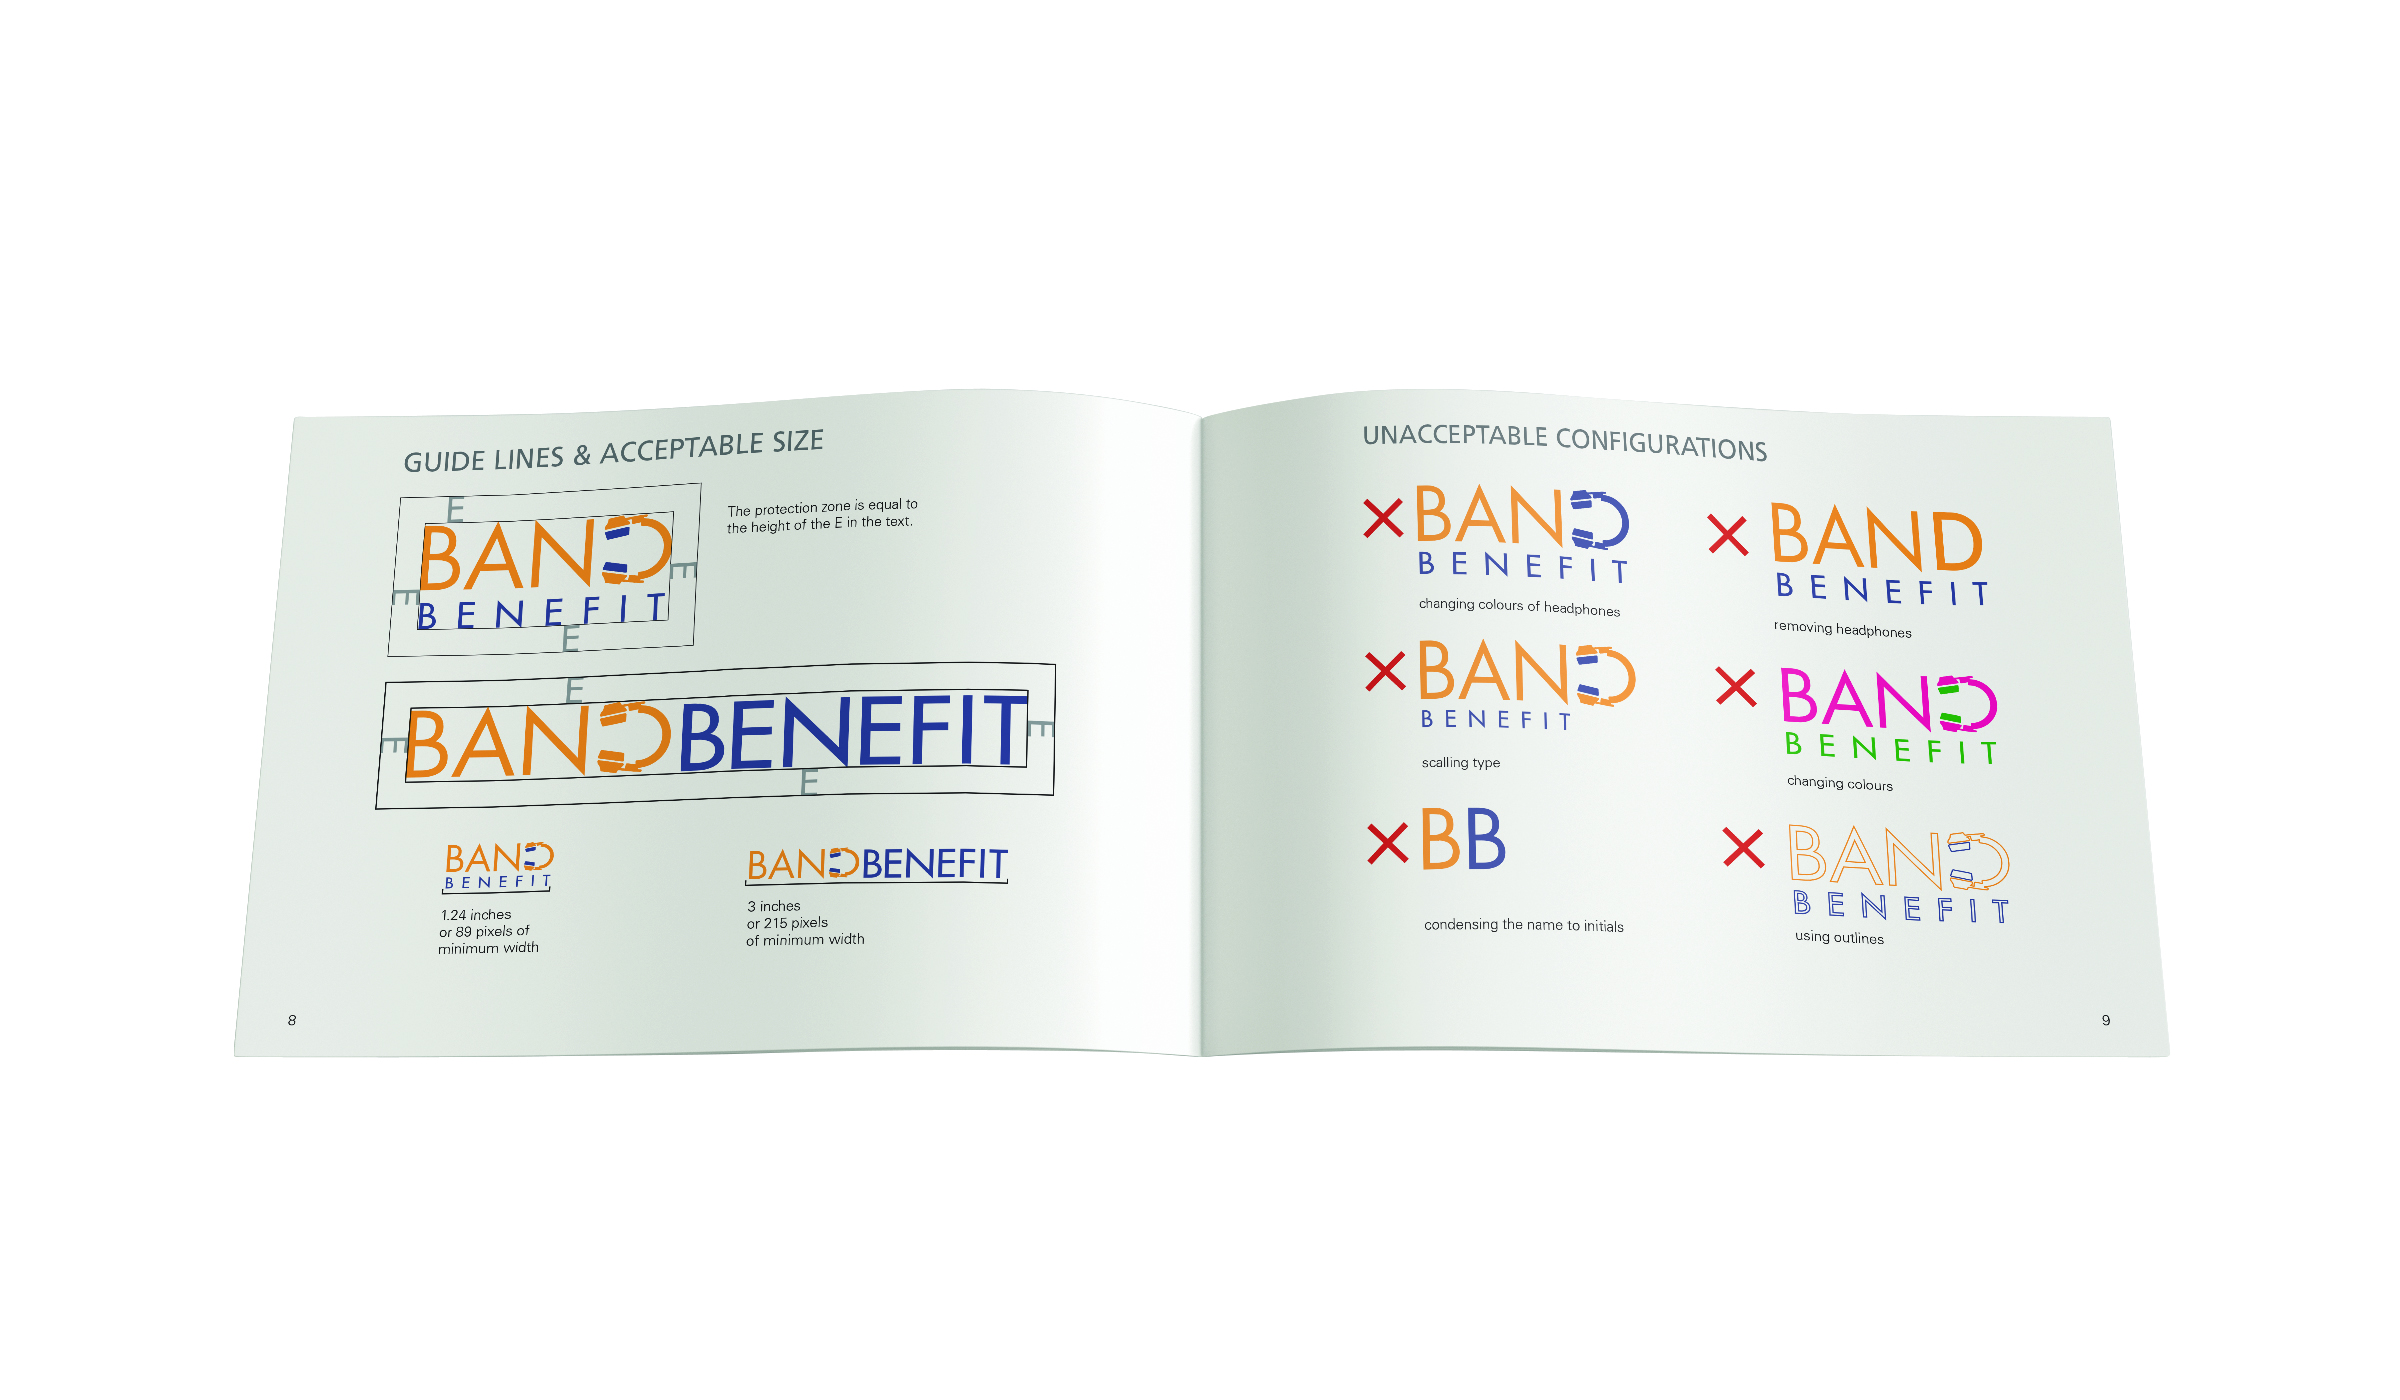 GUIDE LINES & ACCEPTABLE SIZE
E
BAND
BENEFIT
E
E
E
The protection zone is equal to
the height of the E in the text.
E
BANDBENEFIT
E
E
E
BAND
BENEFIT
1.24 inches
or 89 pixels of
minimum width
BANDBENEFIT
3 inches
or 215 pixels
of minimum width
8
UNACCEPTABLE CONFIGURATIONS
BAND
BENEFIT
changing colours of headphones
BAND
BENEFIT
removing headphones
BAND
BENEFIT
scalling type
BAND
BENEFIT
changing colours
BB
condensing the name to initials
BAND
BENEFIT
using outlines
9